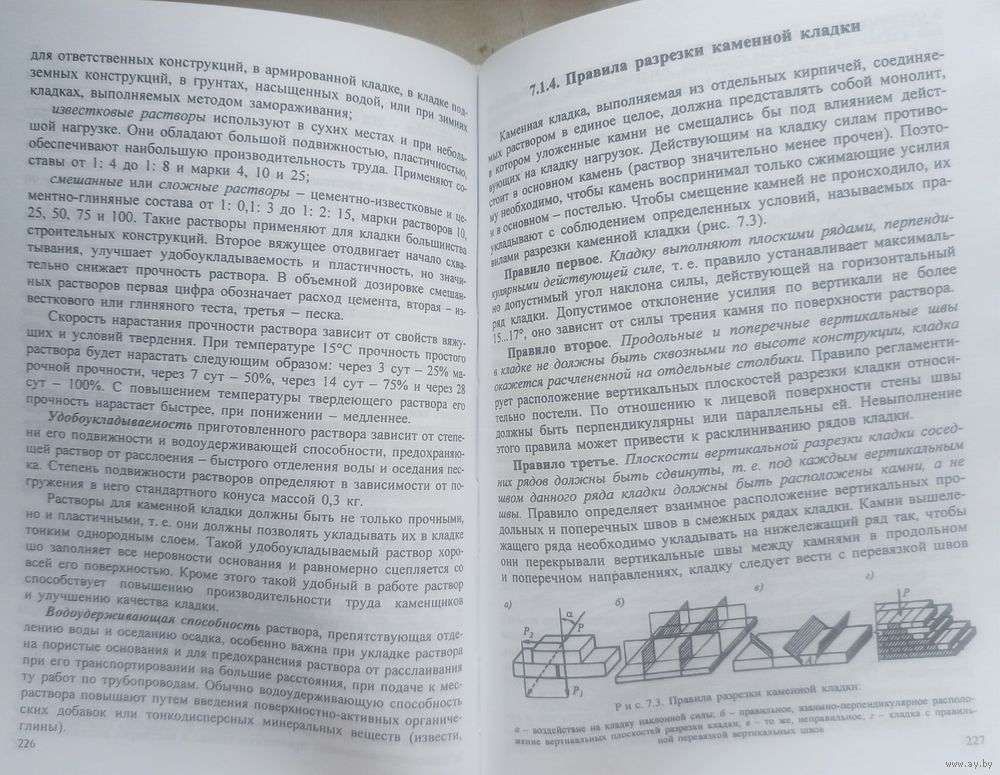 для ответственных конструкций, в армированной кладке, в кладке под-
земных конструкций, в грунтах, насыщенных водой, или при зимних
кладках, выполняемых методом замораживания;
известковые растворы используют в сухих местах и при неболь-
шой нагрузке. Они обладают большой подвижностью, пластичностью,
обеспечивают наибольшую производительность труда. Применяют со-
ставы от 1: 4 до 1: 8 и марки 4, 10 и 25;
смешанные или сложные растворы – цементно-известковые и це-
ментно-глиняные состава от 1: 0,1: 3 до 1: 2: 15, марки растворов 10,
25, 50, 75 и 100. Такие растворы применяют для кладки большинства
строительных конструкций. Второе вяжущее отодвигает начало схва-
тывания, улучшает удобоукладываемость и пластичность, но значи-
тельно снижает прочность раствора. В объемной дозировке смешан-
ных растворов первая цифра обозначает расход цемента, вторая – из-
весткового или глиняного теста, третья – песка.
Скорость нарастания прочности раствора зависит от свойств вяжу-
щих и условий твердения. При температуре 15°С прочность простого
раствора будет нарастать следующим образом: через 3 сут – 25% ма-
рочной прочности, через 7 сут – 50%, через 14 сут – 75% и через 28
сут – 100%. С повышением температуры твердеющего раствора его
прочность нарастает быстрее, при понижении – медленнее.
Удобоукладываемость приготовленного раствора зависит от степе-
ни его подвижности и водоудерживающей способности, предохраняю-
щей раствор от расслоения – быстрого отделения воды и оседания пес-
ка. Степень подвижности растворов определяют в зависимости от по-
гружения в него стандартного конуса массой 0,3 кг.
Растворы для каменной кладки должны быть не только прочными,
но и пластичными, т. е. они должны позволять укладывать их в кладке
тонким однородным слоем. Такой удобоукладываемый раствор хоро-
шо заполняет все неровности основания и равномерно сцепляется со
всей его поверхностью. Кроме этого такой удобный в работе раствор
способствует повышению производительности труда каменщиков
и улучшению качества кладки.
Водоудерживающая способность раствора, препятствующая отде-
лению воды и оседанию осадка, особенно важна при укладке раствора
на пористые основания и для предохранения раствора от расслаивания
при его транспортировании на большие расстояния, при подаче к мес-
ту работ по трубопроводам. Обычно водоудерживающую способность
раствора повышают путем введения поверхностно-активных органиче-
ских добавок или тонкодисперсных минеральных веществ (извести,
глины).
226
7.1.4. Правила разрезки каменной кладки
Каменная кладка, выполняемая из отдельных кирпичей, соединяе-
мых раствором в единое целое, должна представлять собой монолит,
в котором уложенные камни не смещались бы под влиянием дейст-
вующих на кладку нагрузок. Действующим на кладку силам противо-
стоит в основном камень (раствор значительно менее прочен). Поэто-
му необходимо, чтобы камень воспринимал только сжимающие усилия
и в основном – постелью. Чтобы смещение камней не происходило, их
укладывают с соблюдением определенных условий, называемых пра-
вилами разрезки каменной кладки (рис. 7.3).
Правило первое. Кладку выполняют плоскими рядами, перпенди-
кулярными действующей силе, т. е. правило устанавливает максималь-
но допустимый угол наклона силы, действующей на горизонтальный
ряд кладки. Допустимое отклонение усилия по вертикали не более
15...17°, оно зависит от силы трения камня по поверхности раствора.
Правило второе. Продольные и поперечные вертикальные швы
в кладке не должны быть сквозными по высоте конструкции, кладка
окажется расчлененной на отдельные столбики. Правило регламенти-
рует расположение вертикальных плоскостей разрезки кладки относи-
тельно постели. По отношению к лицевой поверхности стены швы
должны быть перпендикулярны или параллельны ей. Невыполнение
этого правила может привести к расклиниванию рядов кладки.
Правило третье. Плоскости вертикальной разрезки кладки сосед-
них рядов должны быть сдвинуты, т. е. под каждым вертикальным
швом данного ряда кладки должны быть расположены камни, а не
швы. Правило определяет взаимное расположение вертикальных про-
дольных и поперечных швов в смежных рядах кладки. Камни вышеле-
жащего ряда необходимо укладывать на нижележащий ряд так, чтобы
они перекрывали вертикальные швы между камнями в продольном
и поперечном направлениях, кладку следует вести с перевязкой швов
а) б) в) г)
α P P
P₂
A
P₁
Рис. 7.3. Правила разрезки каменной кладки:
а – воздействие на кладку наклонной силы; б – правильное, взаимно-перпендикулярное располо-
жение вертикальных плоскостей разрезки кладки; в – то же, неправильное; г – кладка с правиль-
ной перевязкой вертикальных швов
227
www.ay.by